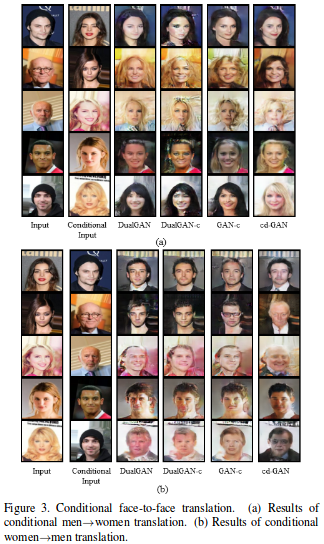 Input Conditional Input DualGAN DualGAN-c GAN-c cd-GAN
(a)
Input Conditional Input DualGAN DualGAN-c GAN-c cd-GAN
(b)
Figure 3. Conditional face-to-face translation. (a) Results of
conditional men→women translation. (b) Results of conditional
women→men translation.